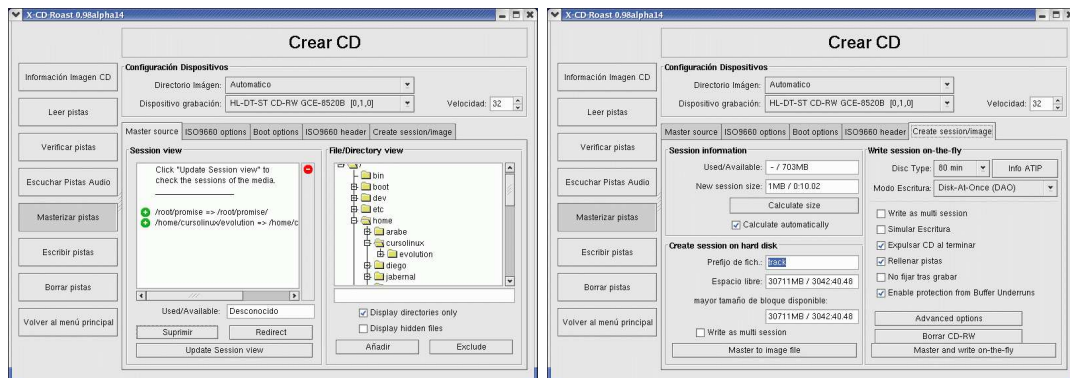 X-CD-Roast 0.98alpha14
Crear CD
Información Imagen CD
Leer pistas
Verificar pistas
Escuchar Pistas Audio
Masterizar pistas
Escribir pistas
Borrar pistas
Volver al menú principal
Configuración Dispositivos
Directorio Imágen: Automatico
Dispositivo grabación: HL-DT-ST CD-RW GCE-8520B [0,1,0] Velocidad: 32
Master source ISO9660 options Boot options ISO9660 header Create session/image
Session view
Click "Update Session view" to
check the sessions of the media.
/root/promise => /root/promise/
/home/cursolinux/evolution => /home/c
Used/Available: Desconocido
Suprimir Redirect
Update Session view
File/Directory view
/
bin
boot
dev
etc
home
arabe
cursolinux
evolution
diego
jabernal
Display directories only
Display hidden files
Añadir Exclude
X-CD-Roast 0.98alpha14
Crear CD
Información Imagen CD
Leer pistas
Verificar pistas
Escuchar Pistas Audio
Masterizar pistas
Escribir pistas
Borrar pistas
Volver al menú principal
Configuración Dispositivos
Directorio Imágen: Automatico
Dispositivo grabación: HL-DT-ST CD-RW GCE-8520B [0,1,0] Velocidad: 32
Master source ISO9660 options Boot options ISO9660 header Create session/image
Session information
Used/Available: - / 703MB
New session size: 1MB / 0:10.02
Calculate size
Calculate automatically
Create session on hard disk
Prefijo de fich.: track
Espacio libre: 30711MB / 3042:40.48
mayor tamaño de bloque disponible:
30711MB / 3042:40.48
Write as multi session
Master to image file
Write session on-the-fly
Disc Type: 80 min Info ATIP
Modo Escritura: Disk-At-Once (DAO)
Write as multi session
Simular Escritura
Expulsar CD al terminar
Rellenar pistas
No fijar tras grabar
Enable protection from Buffer Underruns
Advanced options
Borrar CD-RW
Master and write on-the-fly